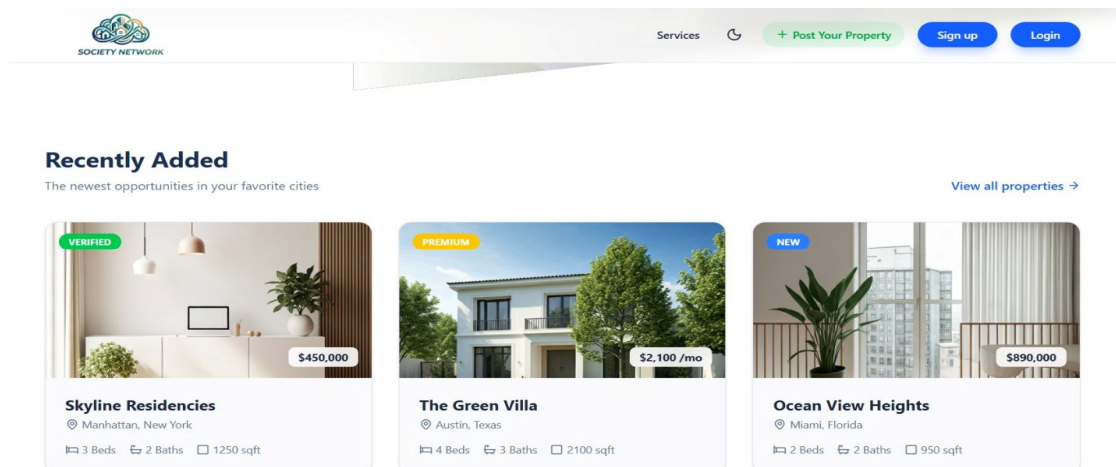 SOCIETY NETWORK
Services
+ Post Your Property
Sign up
Login
Recently Added
The newest opportunities in your favorite cities
View all properties →
VERIFIED
$450,000
Skyline Residencies
Manhattan, New York
3 Beds 2 Baths 1250 sqft
PREMIUM
$2,100 /mo
The Green Villa
Austin, Texas
4 Beds 3 Baths 2100 sqft
NEW
$890,000
Ocean View Heights
Miami, Florida
2 Beds 2 Baths 950 sqft